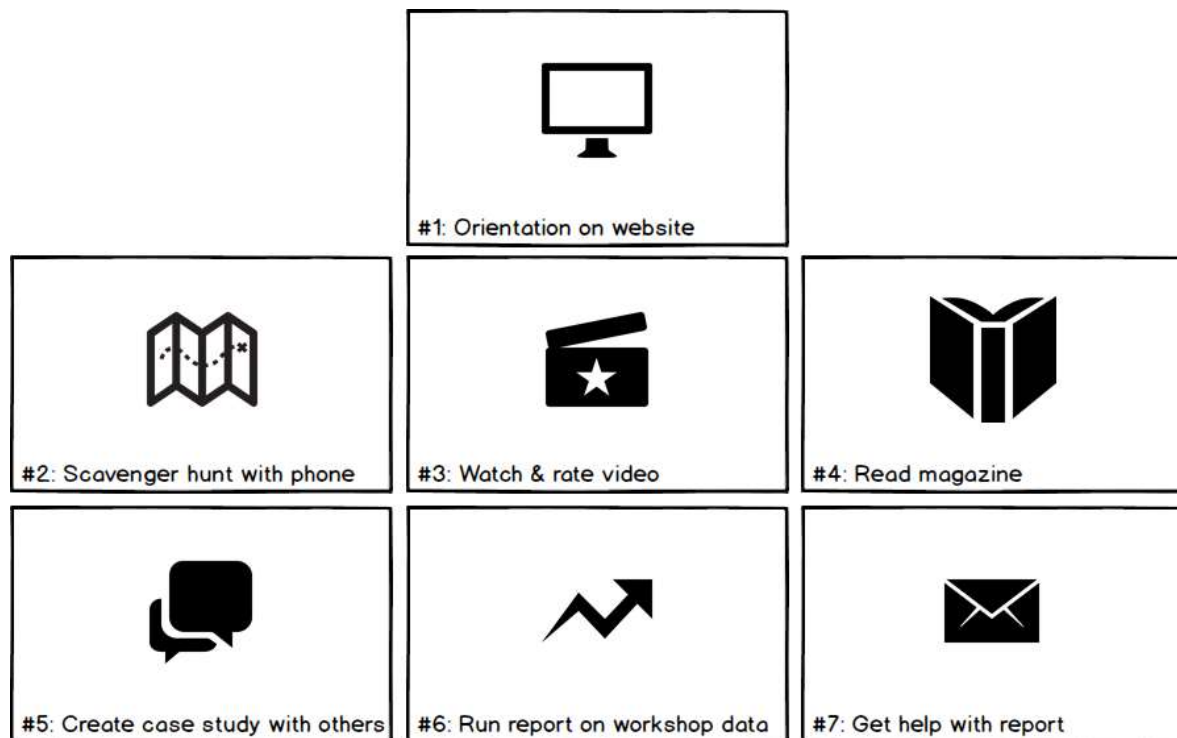 #1: Orientation on website
#2: Scavenger hunt with phone
#3: Watch & rate video
#4: Read magazine
#5: Create case study with others
#6: Run report on workshop data
#7: Get help with report